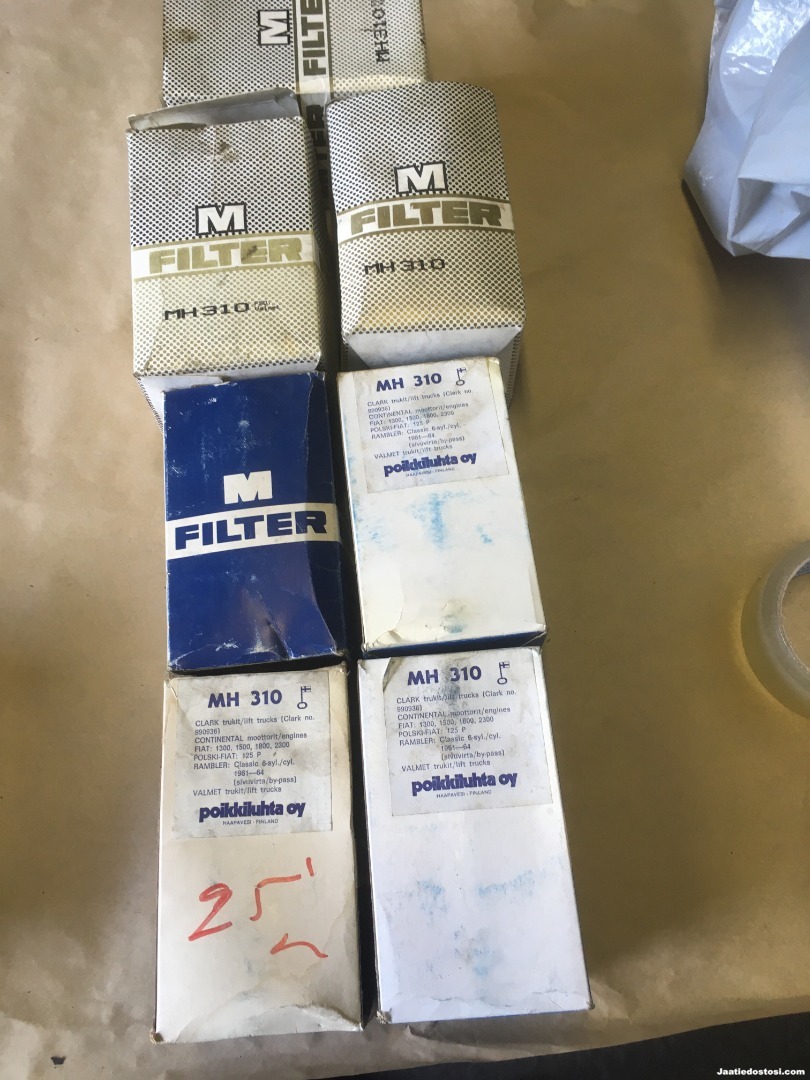 M
FILTER
MH310
M
FILTER
MH 310
M
FILTER
MH 310
M
FILTER
MH 310
CLARK trukit/lift trucks (Clark no.
590936)
CONTINENTAL moottorit/engines
FIAT: 1300, 1500, 1800, 2300
POLSKI-FIAT: 125 P
RAMBLER: Classic 6-syl./cyl.
1961—64
(sivuvirta/by-pass)
VALMET trukit/lift trucks
poikkiluhta oy
HAAPAVESI - FINLAND
MH 310
CLARK trukit/lift trucks (Clark no.
590936)
CONTINENTAL moottorit/engines
FIAT: 1300, 1500, 1800, 2300
POLSKI-FIAT: 125 P
RAMBLER: Classic 6-syl./cyl.
1961—64
(sivuvirta/by-pass)
VALMET trukit/lift trucks
poikkiluhta oy
HAAPAVESI - FINLAND
25
MH 310
CLARK trukit/lift trucks (Clark no.
590936)
CONTINENTAL moottorit/engines
FIAT: 1300, 1500, 1800, 2300
POLSKI-FIAT: 125 P
RAMBLER: Classic 6-syl./cyl.
1961—64
(sivuvirta/by-pass)
VALMET trukit/lift trucks
poikkiluhta oy
HAAPAVESI - FINLAND
Jaatiedostosi.com